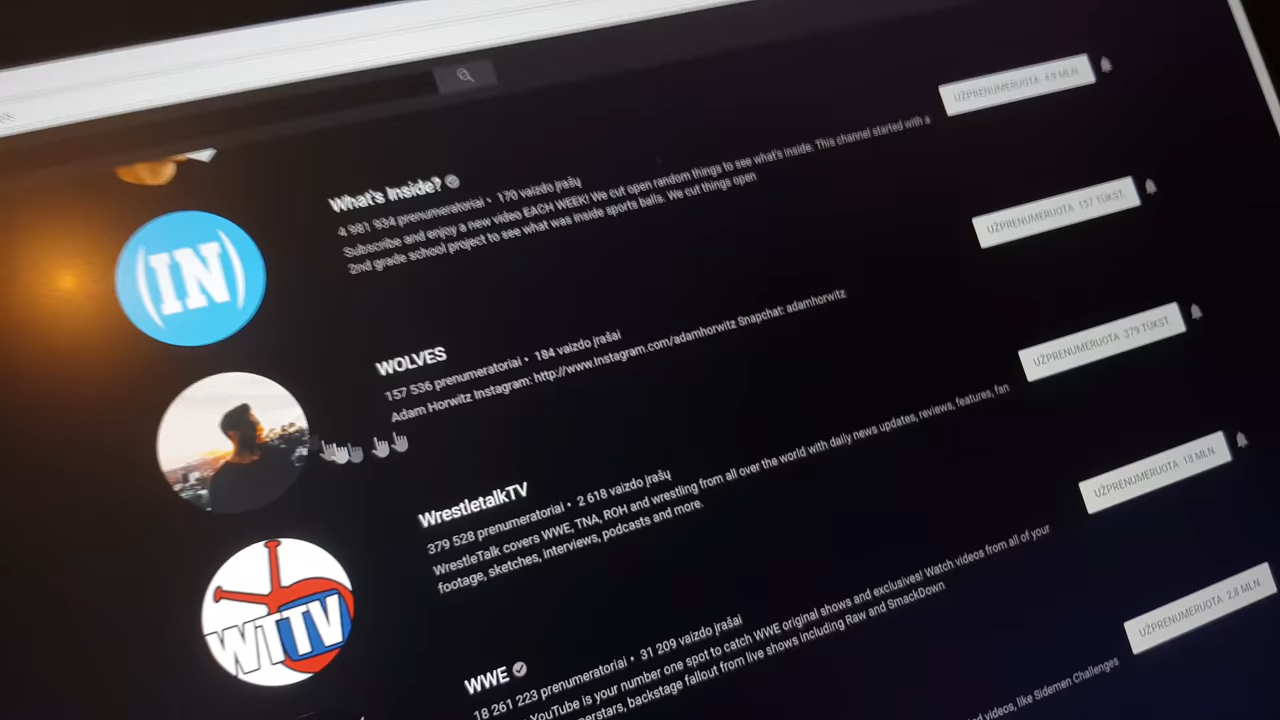 UŽPRENUMERUOTA 4,9 MLN.
What's Inside?
4 981 934 prenumeratoriai • 170 vaizdo įrašų
Subscribe and enjoy a new video EACH WEEK! We cut open random things to see what's inside. This channel started with a
2nd grade school project to see what was inside sports balls. We cut things open
(IN)
UŽPRENUMERUOTA 157 TŪKST.
WOLVES
157 536 prenumeratoriai • 184 vaizdo įrašai
Adam Horwitz Instagram: http://www.Instagram.com/adamhorwitz Snapchat: adamhorwitz
UŽPRENUMERUOTA 379 TŪKST.
WrestletalkTV
379 528 prenumeratoriai • 2 618 vaizdo įrašų
WrestleTalk covers WWE, TNA, ROH and wrestling from all over the world with daily news updates, reviews, features, fan
footage, sketches, interviews, podcasts and more.
WTTV
UŽPRENUMERUOTA 18 MLN.
WWE
18 261 223 prenumeratoriai • 31 209 vaizdo įrašai
YouTube is your number one spot to catch WWE original shows and exclusives! Watch videos from all of your
backstage fallout from live shows including Raw and SmackDown
UŽPRENUMERUOTA 2,8 MLN.
videos, like Sidemen Challenges